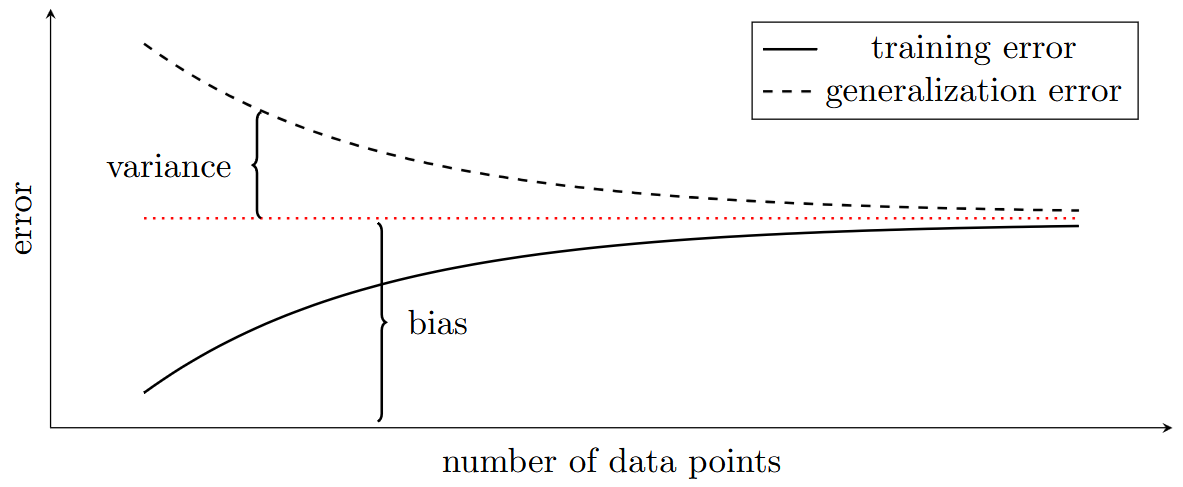 training error
generalization error
variance
error
bias
number of data points